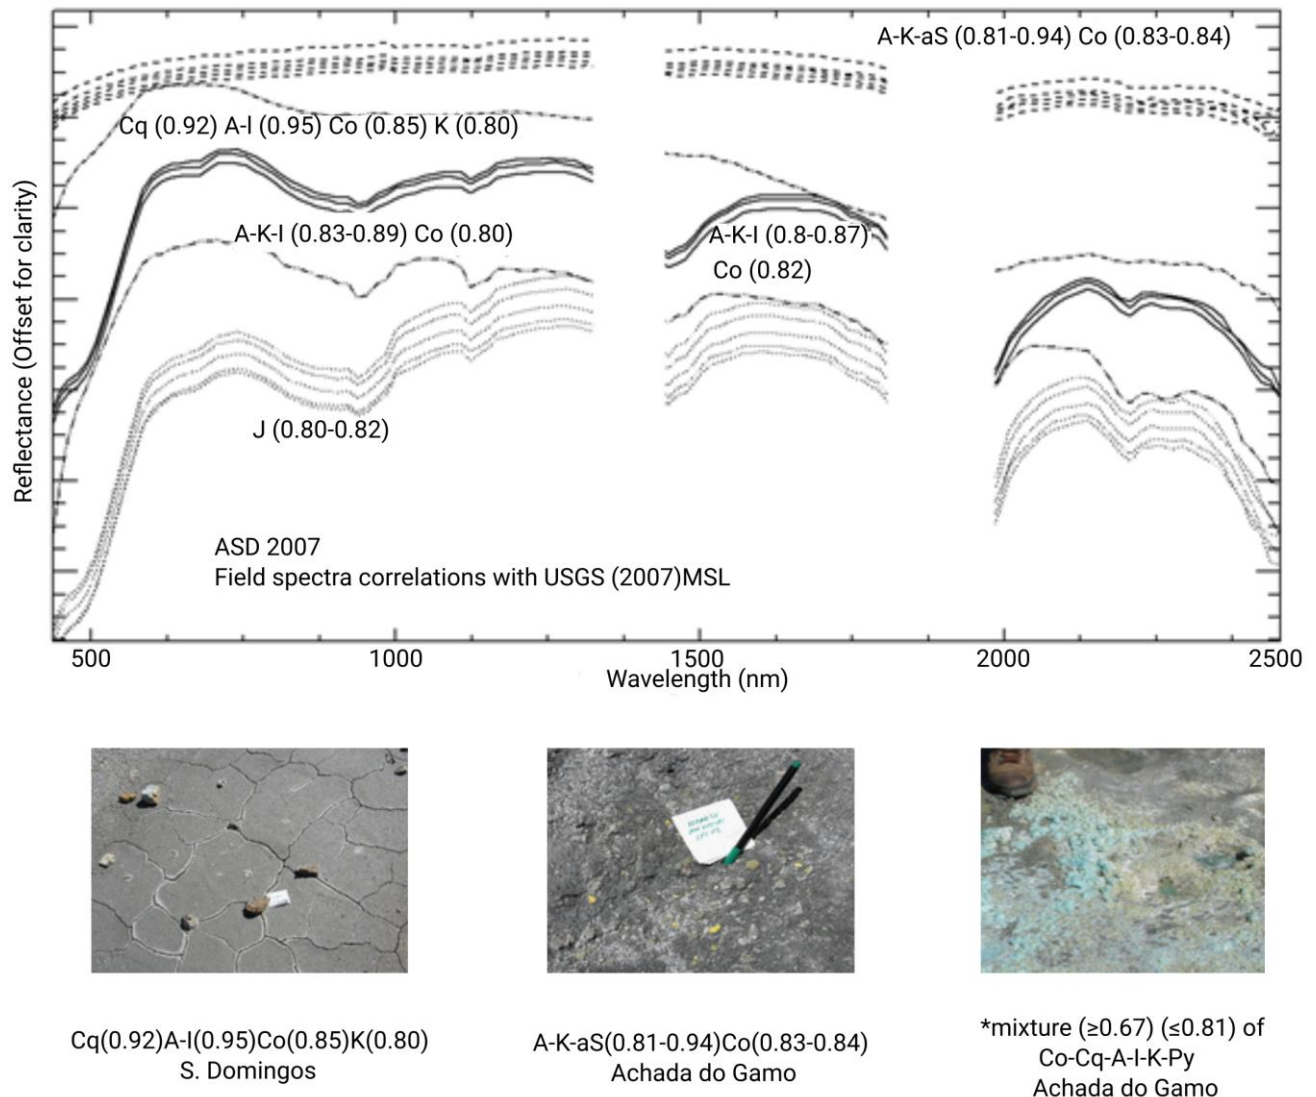 A-K-aS (0.81-0.94) Co (0.83-0.84)
Cq (0.92) A-I (0.95) Co (0.85) K (0.80)
A-K-I (0.83-0.89) Co (0.80)
A-K-I (0.8-0.87)
Co (0.82)
J (0.80-0.82)
ASD 2007
Field spectra correlations with USGS (2007)MSL
Reflectance (Offset for clarity)
500 1000 1500 2000 2500
Wavelength (nm)
Cq(0.92)A-I(0.95)Co(0.85)K(0.80)
S. Domingos
A-K-aS(0.81-0.94)Co(0.83-0.84)
Achada do Gamo
*mixture (≥0.67) (≤0.81) of
Co-Cq-A-I-K-Py
Achada do Gamo